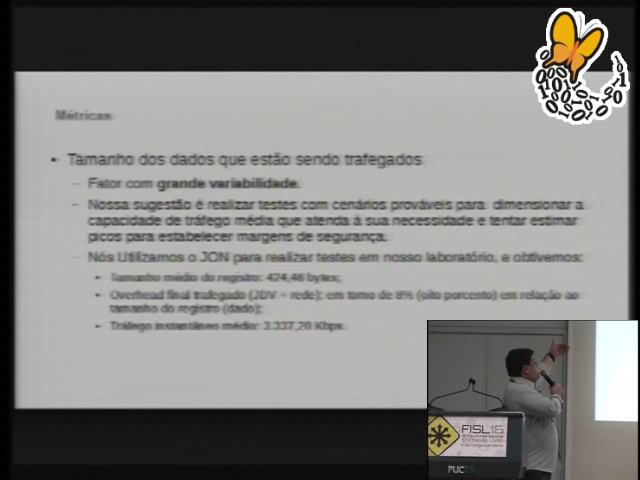 Métricas
• Tamanho dos dados que estão sendo trafegados
– Fator com grande variabilidade.
– Nossa sugestão é realizar testes com cenários prováveis para dimensionar a
capacidade de tráfego média que atenda à sua necessidade e tentar estimar
picos para estabelecer margens de segurança.
– Nós Utilizamos o JON para realizar testes em nosso laboratório, e obtivemos:
• Tamanho médio do registro: 424,46 bytes;
• Overhead final trafegado (JDV + rede): em torno de 8% (oito porcento) em relação ao
tamanho do registro (dado);
• Tráfego instantâneo médio: 3.337,20 Kbps.
FISL16
PUCRS